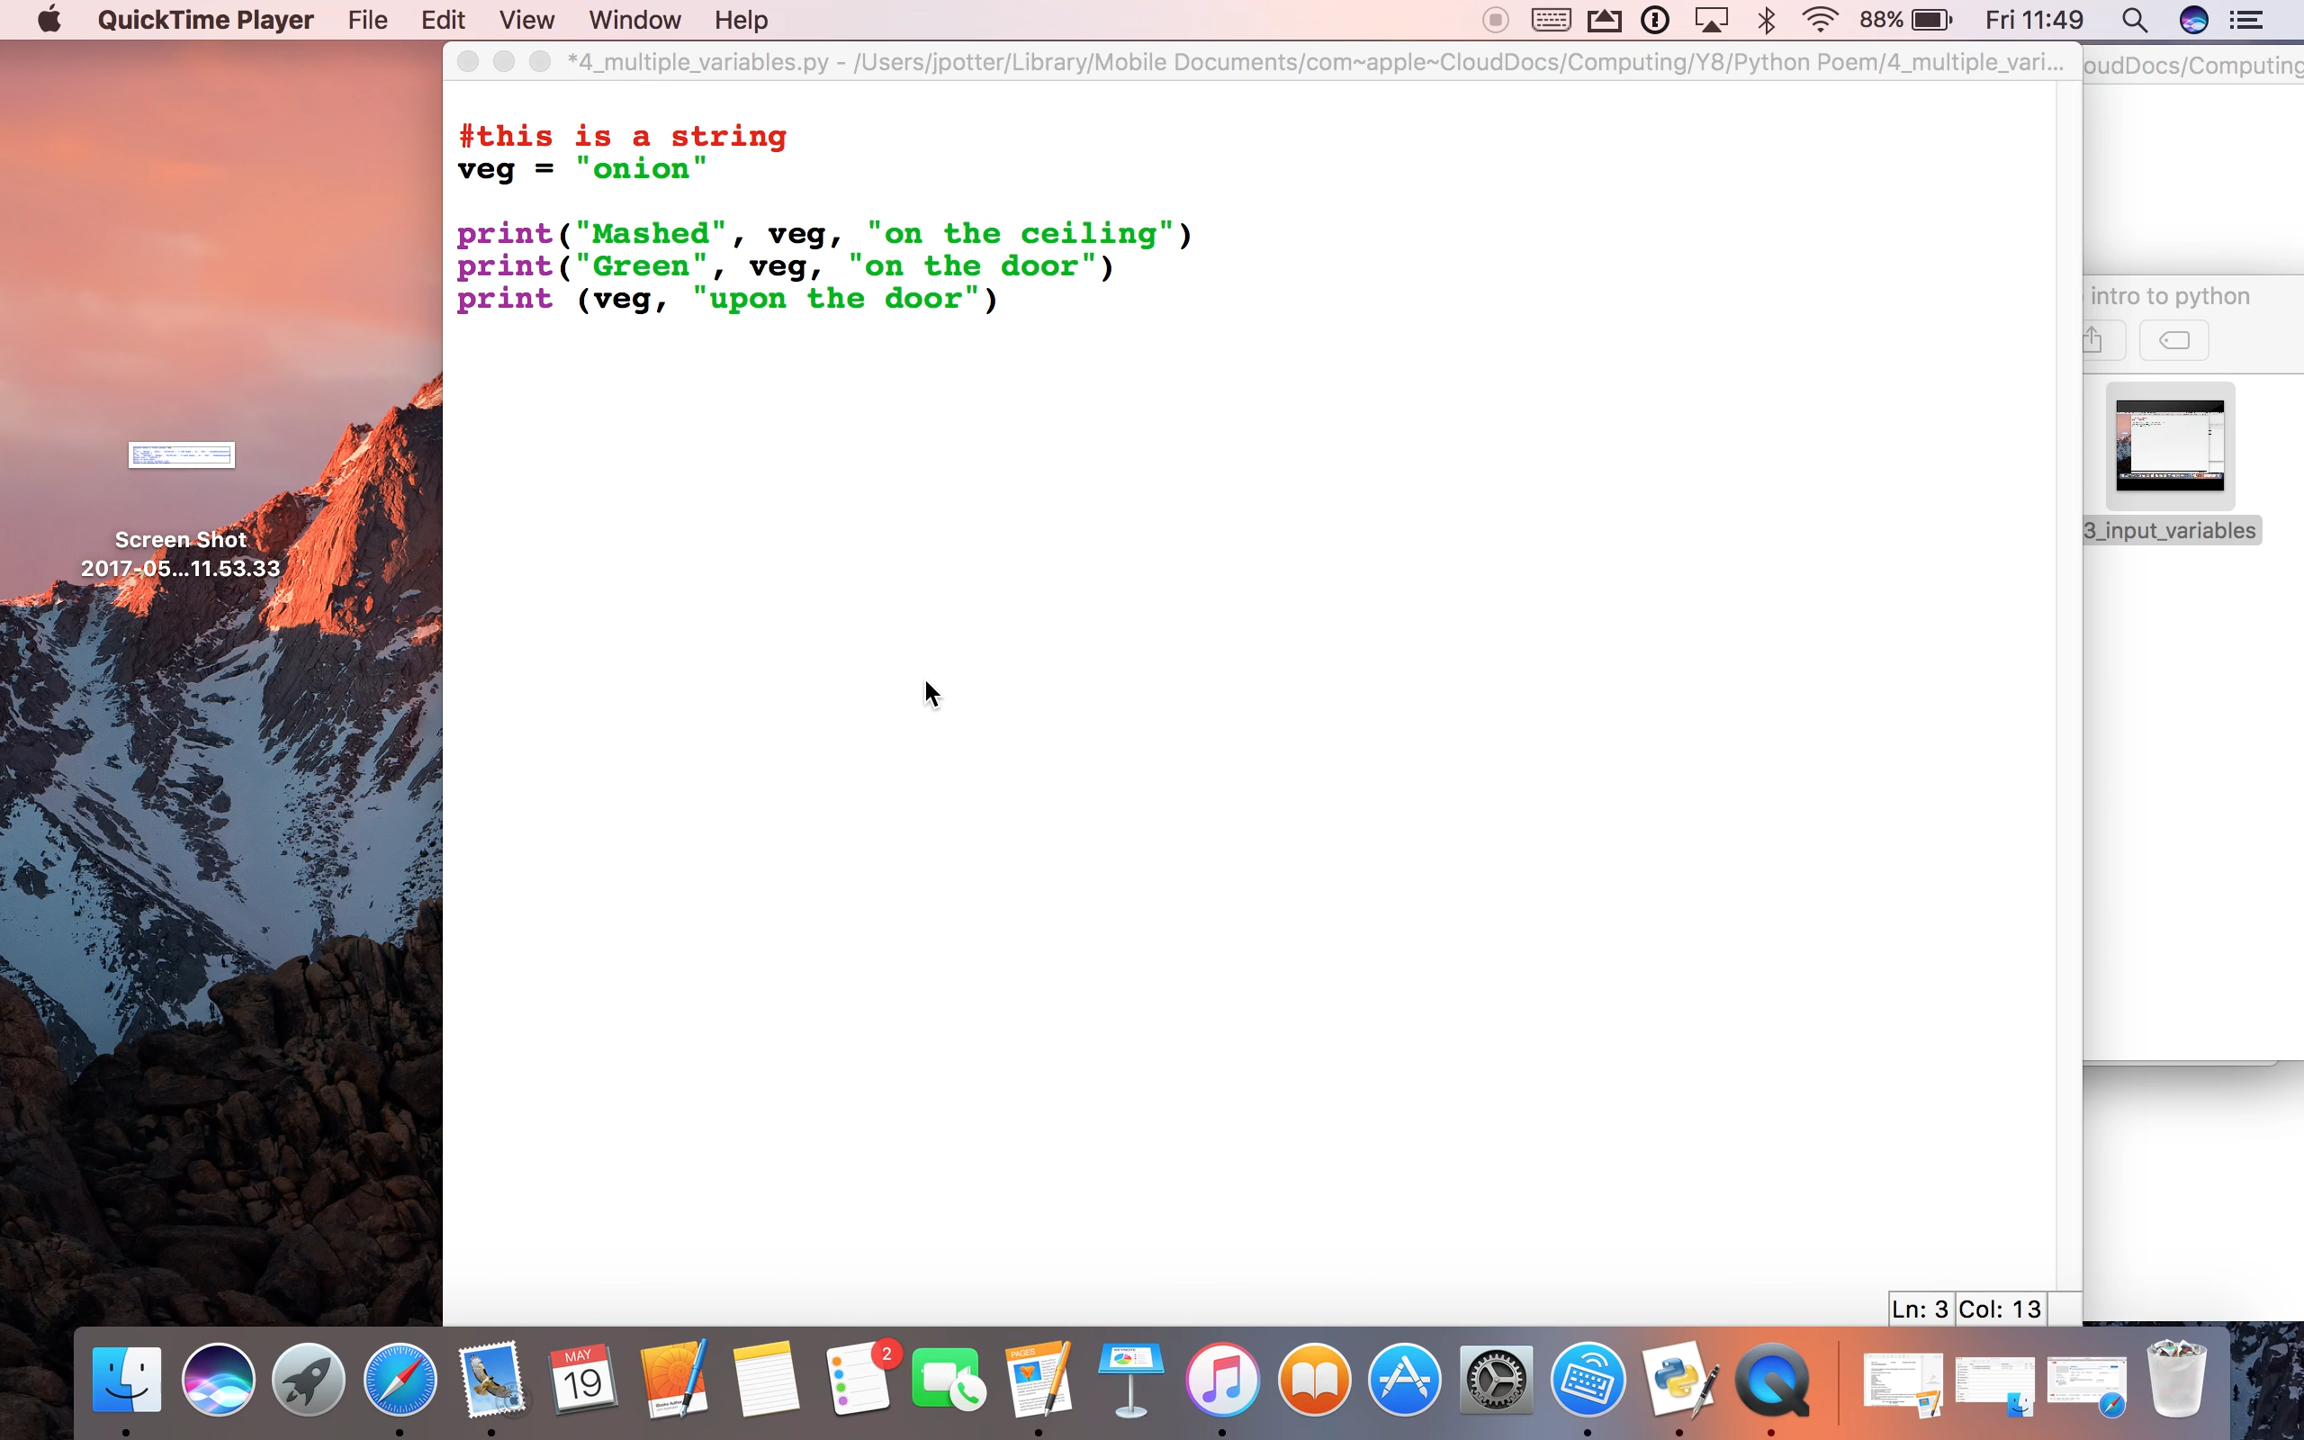 QuickTime Player File Edit View Window Help 88% Fri 11:49
*4_multiple_variables.py - /Users/jpotter/Library/Mobile Documents/com~apple~CloudDocs/Computing/Y8/Python Poem/4_multiple_vari...
oudDocs/Computing
#this is a string
veg = "onion"
print("Mashed", veg, "on the ceiling")
print("Green", veg, "on the door")
print (veg, "upon the door")
intro to python
3_input_variables
Screen Shot
2017-05...11.53.33
Ln: 3 Col: 13
MAY
19
2
PAGES
KEYNOTE